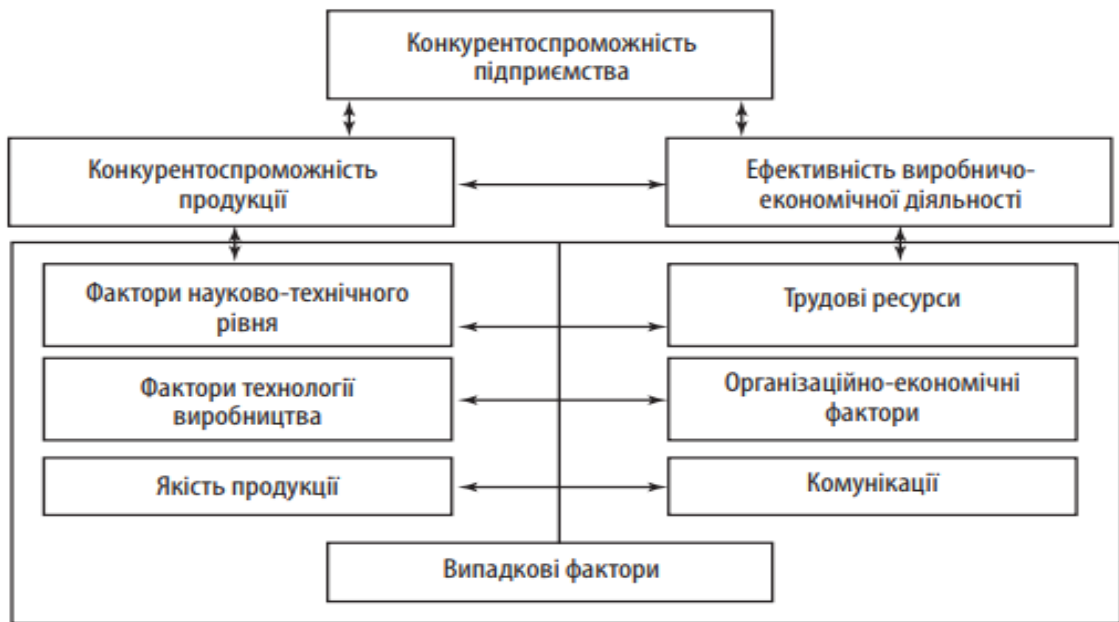 Конкурентоспроможність
підприємства
Конкурентоспроможність
продукції
Ефективність виробничо-
економічної діяльності
Фактори науково-технічного
рівня
Трудові ресурси
Фактори технології
виробництва
Організаційно-економічні
фактори
Якість продукції
Комунікації
Випадкові фактори